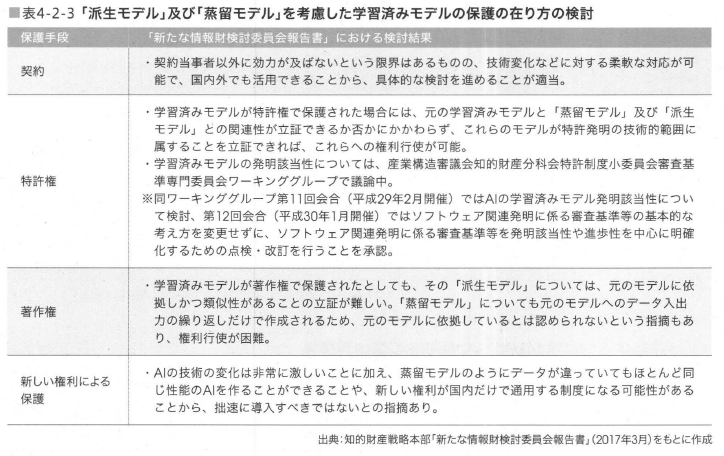 ■表4-2-3「派生モデル」及び「蒸留モデル」を考慮した学習済みモデルの保護の在り方の検討
保護手段
「新たな情報財検討委員会報告書」における検討結果
契約
・契約当事者以外に効力が及ばないという限界はあるものの、技術変化などに対する柔軟な対応が可
能で、国内外でも活用できることから、具体的な検討を進めることが適当。
特許権
・学習済みモデルが特許権で保護された場合には、元の学習済みモデルと「蒸留モデル」及び「派生
モデル」との関連性が立証できるか否かにかかわらず、これらのモデルが特許発明の技術的範囲に
属することを立証できれば、これらへの権利行使が可能。
・学習済みモデルの発明該当性については、産業構造審議会知的財産分科会特許制度小委員会審査基
準専門委員会ワーキンググループで議論中。
※同ワーキンググループ第11回会合（平成29年2月開催）ではAIの学習済みモデル発明該当性につい
て検討、第12回会合（平成30年1月開催）ではソフトウェア関連発明に係る審査基準等の基本的な
考え方を変更せずに、ソフトウェア関連発明に係る審査基準等を発明該当性や進歩性を中心に明確
化するための点検・改訂を行うことを承認。
著作権
・学習済みモデルが著作権で保護されたとしても、その「派生モデル」については、元のモデルに依
拠しかつ類似性があることの立証が難しい。「蒸留モデル」についても元のモデルへのデータ入出
力の繰り返しだけで作成されるため、元のモデルに依拠しているとは認められないという指摘もあ
り、権利行使が困難。
新しい権利による
保護
・AIの技術の変化は非常に激しいことに加え、蒸留モデルのようにデータが違っていてもほとんど同
じ性能のAIを作ることができることや、新しい権利が国内だけで通用する制度になる可能性がある
ことから、拙速に導入すべきではないとの指摘あり。
出典：知的財産戦略本部「新たな情報財検討委員会報告書」（2017年3月）をもとに作成